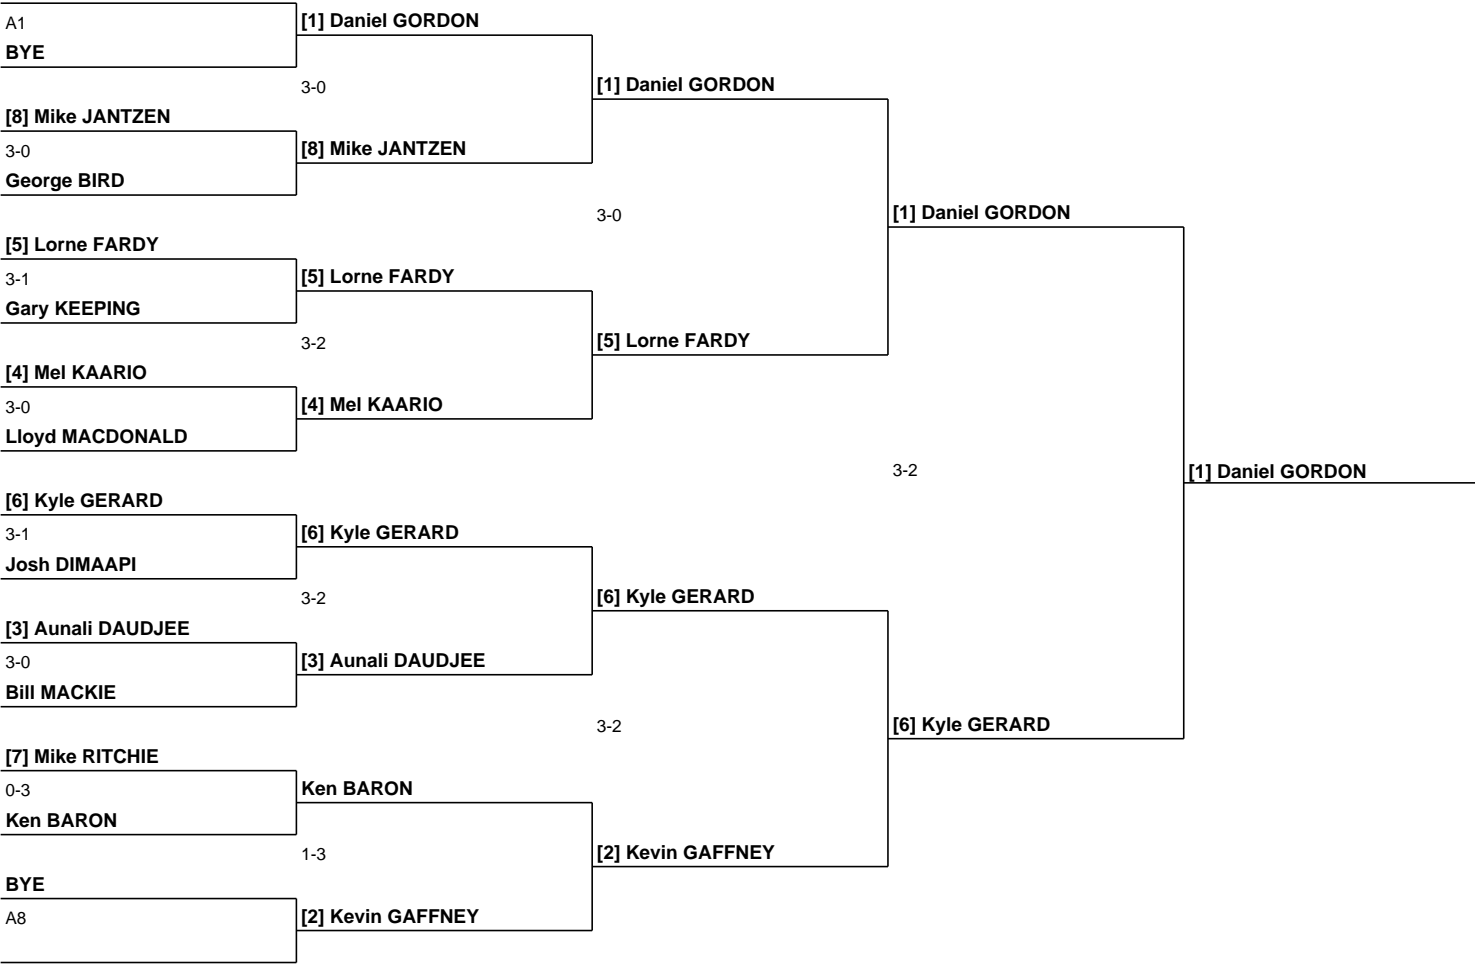 A1
BYE
[8] Mike JANTZEN
3-0
George BIRD
[5] Lorne FARDY
3-1
Gary KEEPING
[4] Mel KAARIO
3-0
Lloyd MACDONALD
[6] Kyle GERARD
3-1
Josh DIMAAPI
[3] Aunali DAUDJEE
3-0
Bill MACKIE
[7] Mike RITCHIE
0-3
Ken BARON
BYE
A8
[1] Daniel GORDON
3-0
[8] Mike JANTZEN
[5] Lorne FARDY
3-2
[4] Mel KAARIO
[6] Kyle GERARD
3-2
[3] Aunali DAUDJEE
Ken BARON
1-3
[2] Kevin GAFFNEY
[1] Daniel GORDON
3-0
[5] Lorne FARDY
[6] Kyle GERARD
3-2
[2] Kevin GAFFNEY
[1] Daniel GORDON
3-2
[6] Kyle GERARD
[1] Daniel GORDON